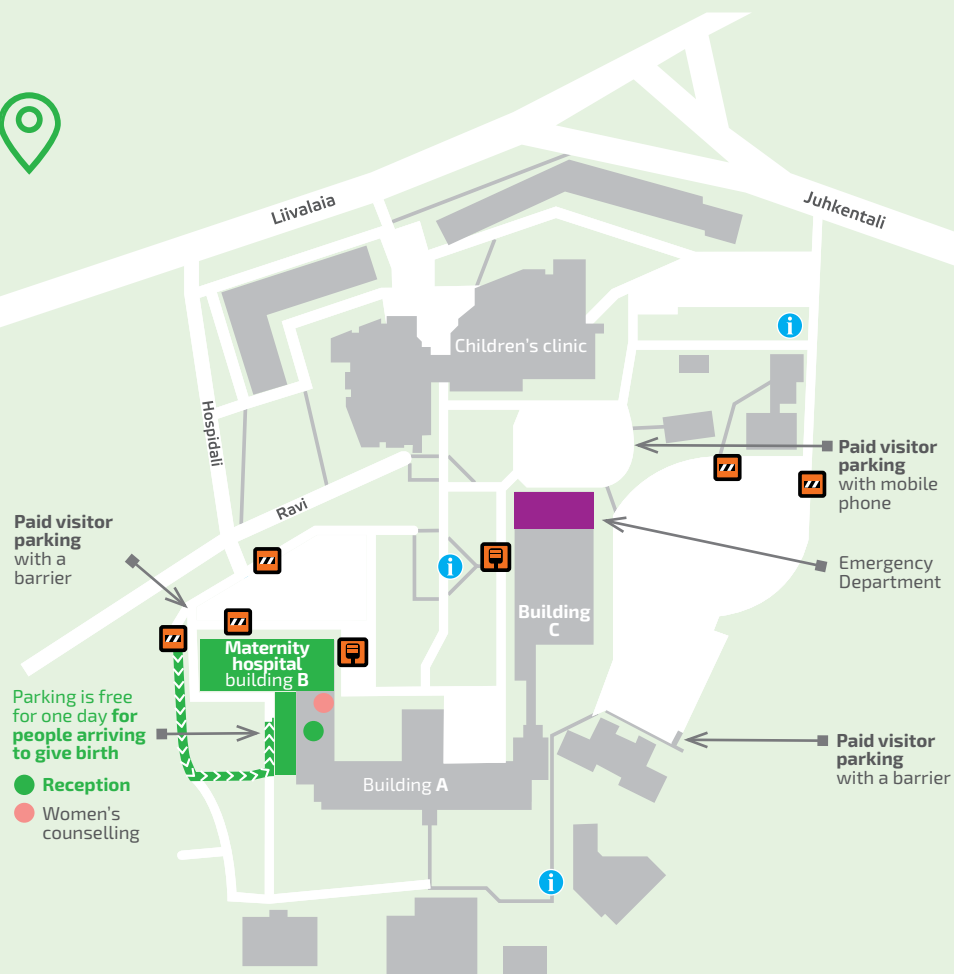 Liivalaia
Juhkentali
Children's clinic
Hospidali
Ravi
Paid visitor
parking
with mobile
phone
Paid visitor
parking
with a
barrier
Emergency
Department
Building
C
Maternity
hospital
building B
Parking is free
for one day for
people arriving
to give birth
Reception
Women's
counselling
Building A
Paid visitor
parking
with a barrier
i
i
i